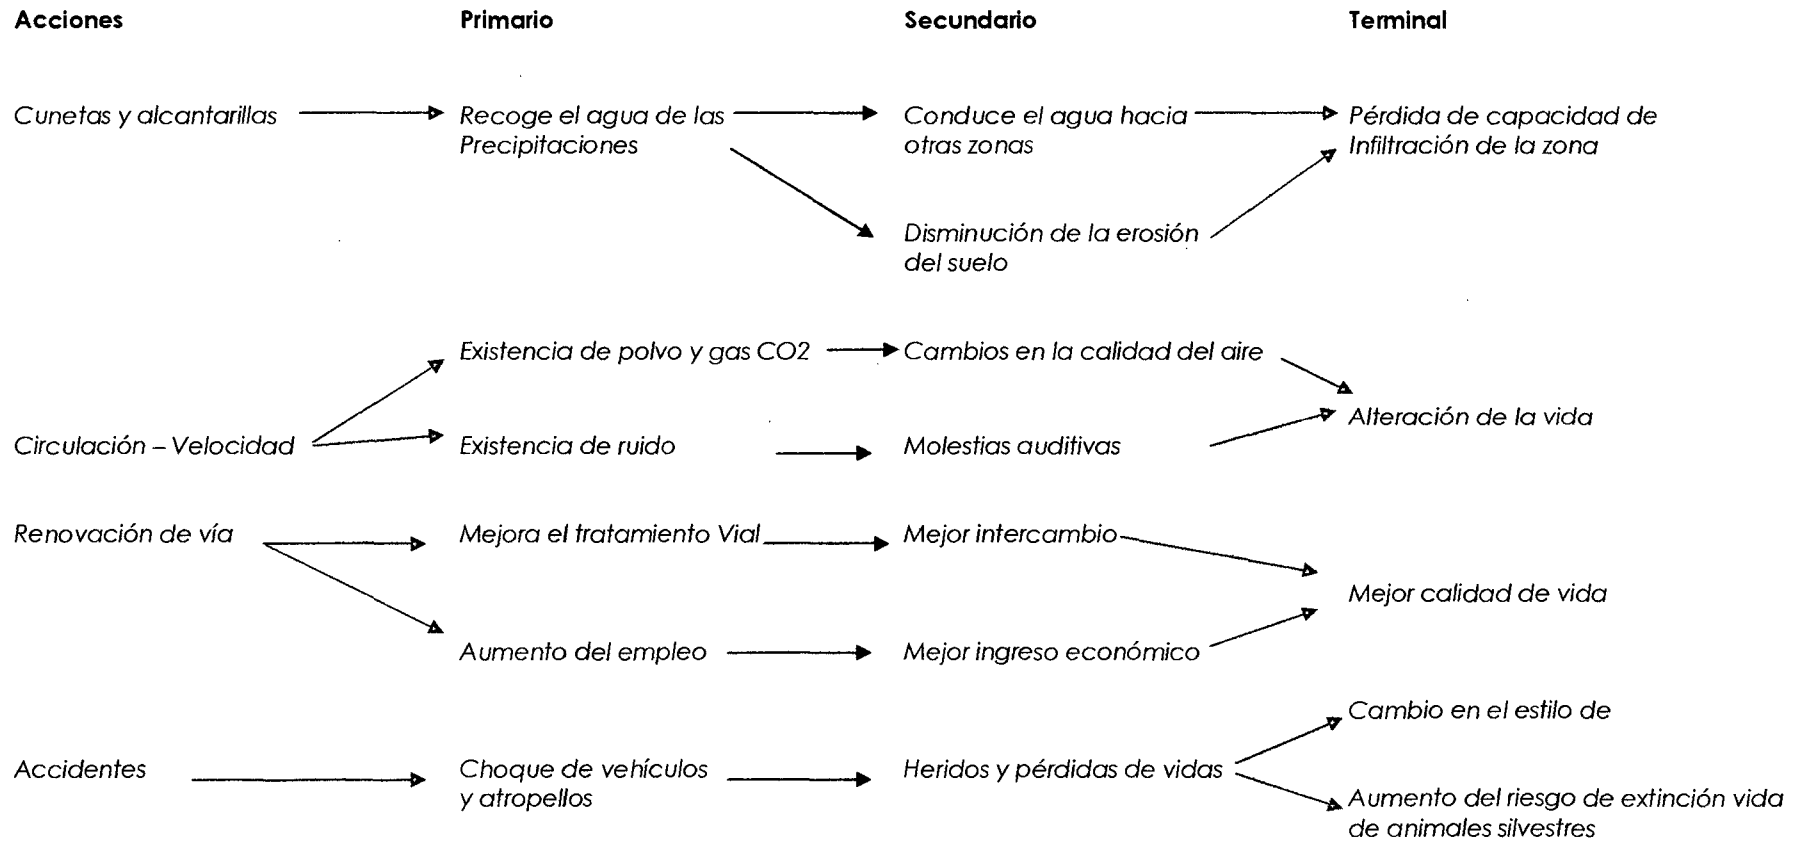 Acciones Primario Secundario Terminal
Cunetas y alcantarillas Recoge el agua de las Conduce el agua hacia Pérdida de capacidad de
Precipitaciones otras zonas Infiltración de la zona
Disminución de la erosión
del suelo
Existencia de polvo y gas CO2 Cambios en la calidad del aire
Alteración de la vida
Circulación – Velocidad Existencia de ruido Molestias auditivas
Renovación de vía Mejora el tratamiento Vial Mejor intercambio
Mejor calidad de vida
Aumento del empleo Mejor ingreso económico
Cambio en el estilo de
Accidentes Choque de vehículos Heridos y pérdidas de vidas
y atropellos Aumento del riesgo de extinción vida
de animales silvestres